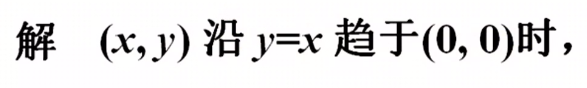 解 (x, y) 沿 y=x 趋于(0, 0)时，